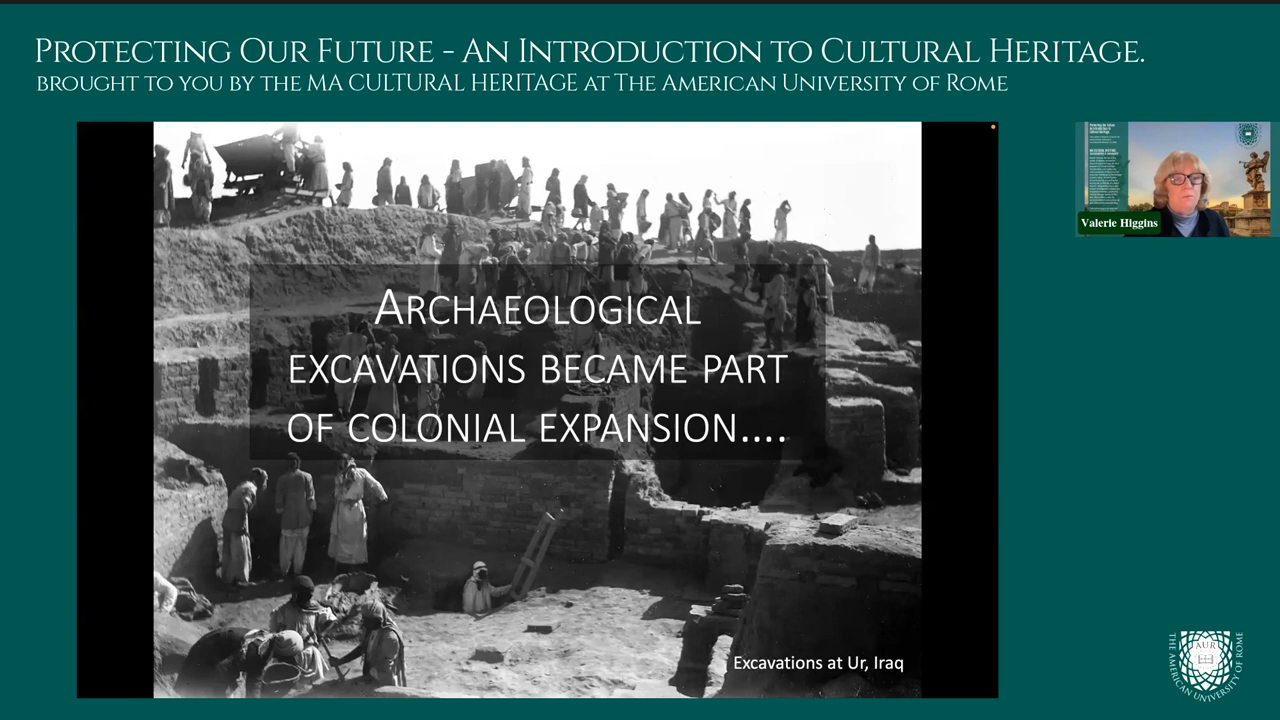 Protecting Our Future - An Introduction to Cultural Heritage.
brought to you by the MA Cultural Heritage at The American University of Rome
Archaeological
excavations became part
of colonial expansion....
Excavations at Ur, Iraq
Valerie Higgins
AUR
THE AMERICAN UNIVERSITY OF ROME